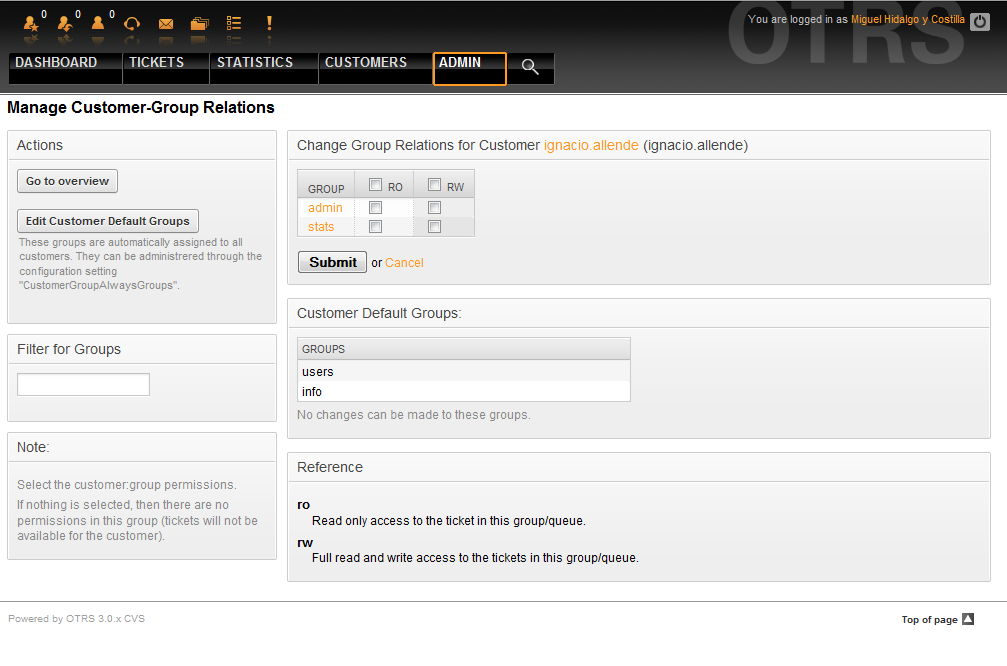 0 0 0
You are logged in as Miguel Hidalgo y Costilla
OTRS
DASHBOARD TICKETS STATISTICS CUSTOMERS ADMIN
Manage Customer-Group Relations
Actions
Go to overview
Edit Customer Default Groups
These groups are automatically assigned to all
customers. They can be administrered through the
configuration setting
"CustomerGroupAlwaysGroups".
Filter for Groups
Note:
Select the customer:group permissions.
If nothing is selected, then there are no
permissions in this group (tickets will not be
available for the customer).
Change Group Relations for Customer ignacio.allende (ignacio.allende)
GROUP RO RW
admin
stats
Submit or Cancel
Customer Default Groups:
GROUPS
users
info
No changes can be made to these groups.
Reference
ro
Read only access to the ticket in this group/queue.
rw
Full read and write access to the tickets in this group/queue.
Powered by OTRS 3.0.x CVS
Top of page